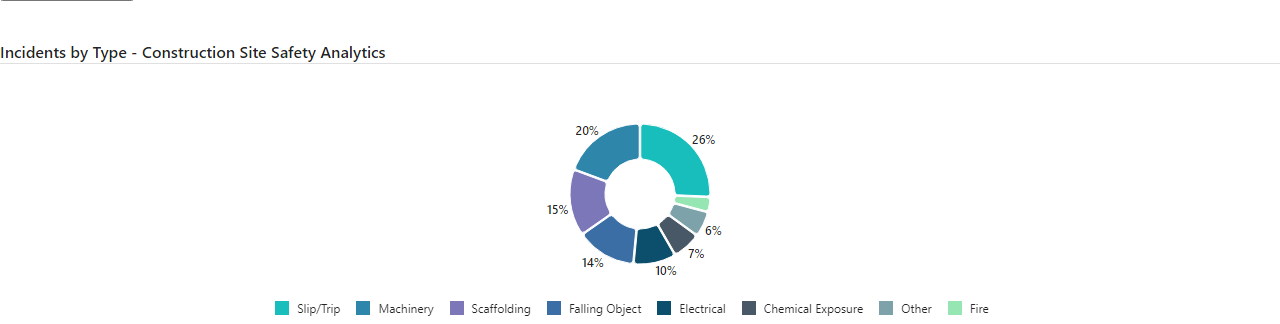 Incidents by Type - Construction Site Safety Analytics
20%
26%
15%
6%
7%
14%
10%
Slip/Trip
Machinery
Scaffolding
Falling Object
Electrical
Chemical Exposure
Other
Fire